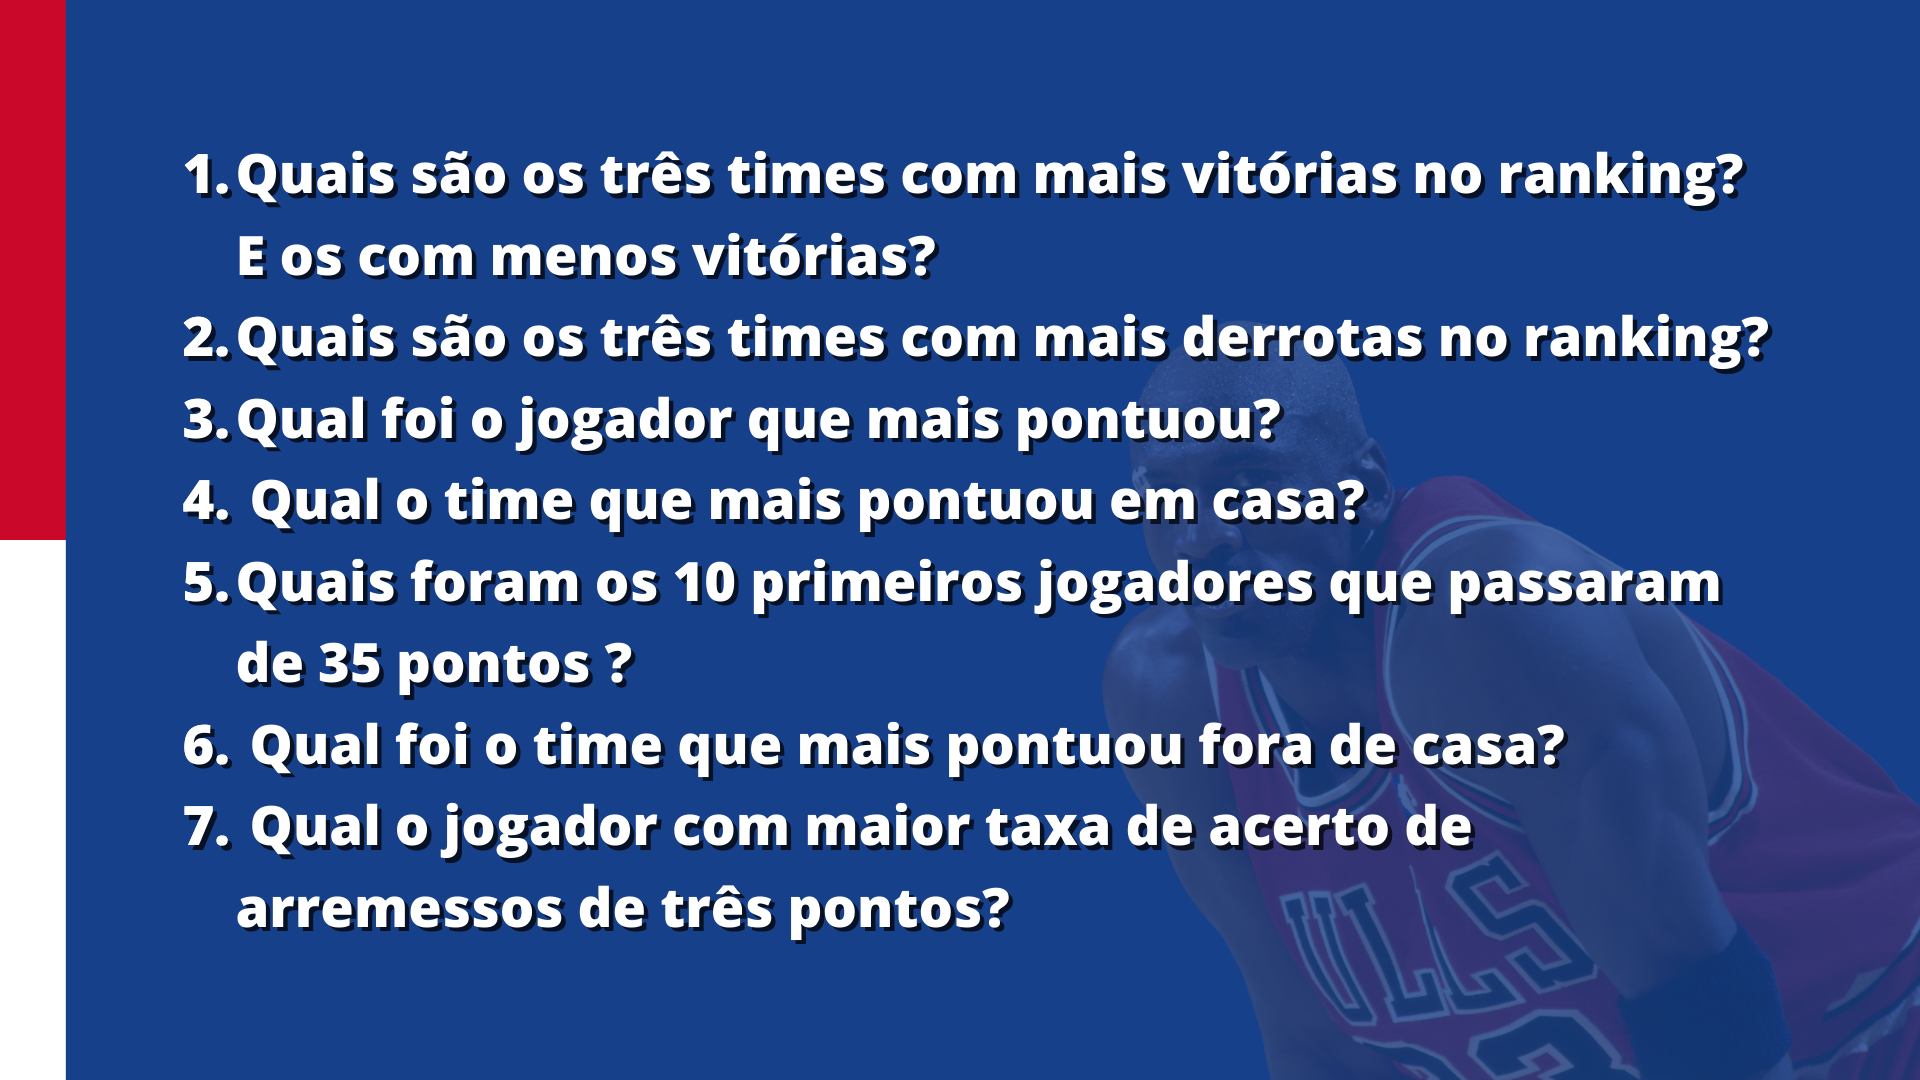 1. Quais são os três times com mais vitórias no ranking?
E os com menos vitórias?
2. Quais são os três times com mais derrotas no ranking?
3. Qual foi o jogador que mais pontuou?
4. Qual o time que mais pontuou em casa?
5. Quais foram os 10 primeiros jogadores que passaram
de 35 pontos ?
6. Qual foi o time que mais pontuou fora de casa?
7. Qual o jogador com maior taxa de acerto de
arremessos de três pontos?
ULLS